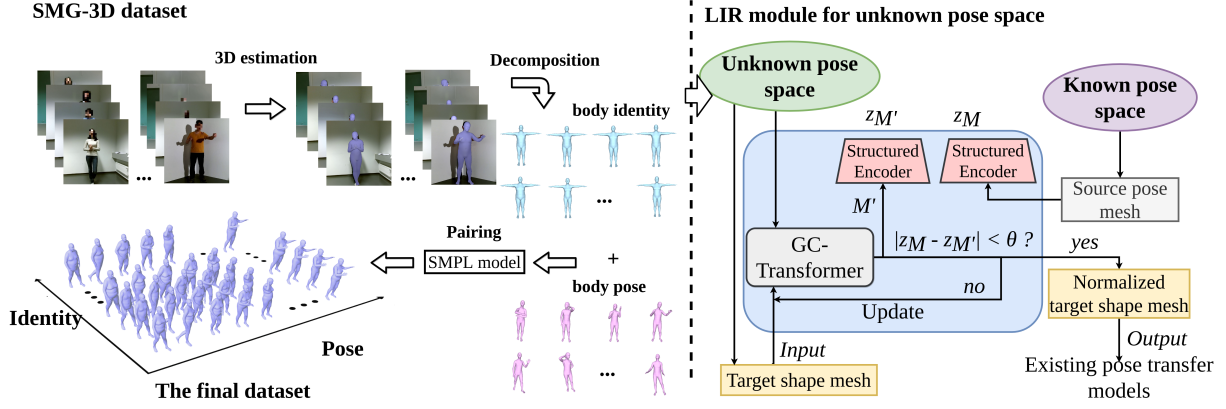 SMG-3D dataset
3D estimation
Decomposition
body identity
...
...
...
Pairing
SMPL model
+
body pose
...
Identity
Pose
The final dataset
LIR module for unknown pose space
Unknown pose
space
Known pose
space
z_M'
z_M
Structured
Encoder
Structured
Encoder
Source pose
mesh
M'
GC-
Transformer
|z_M - z_M'| < θ ?
yes
no
Update
Normalized
target shape mesh
Input
Output
Target shape mesh
Existing pose transfer
models